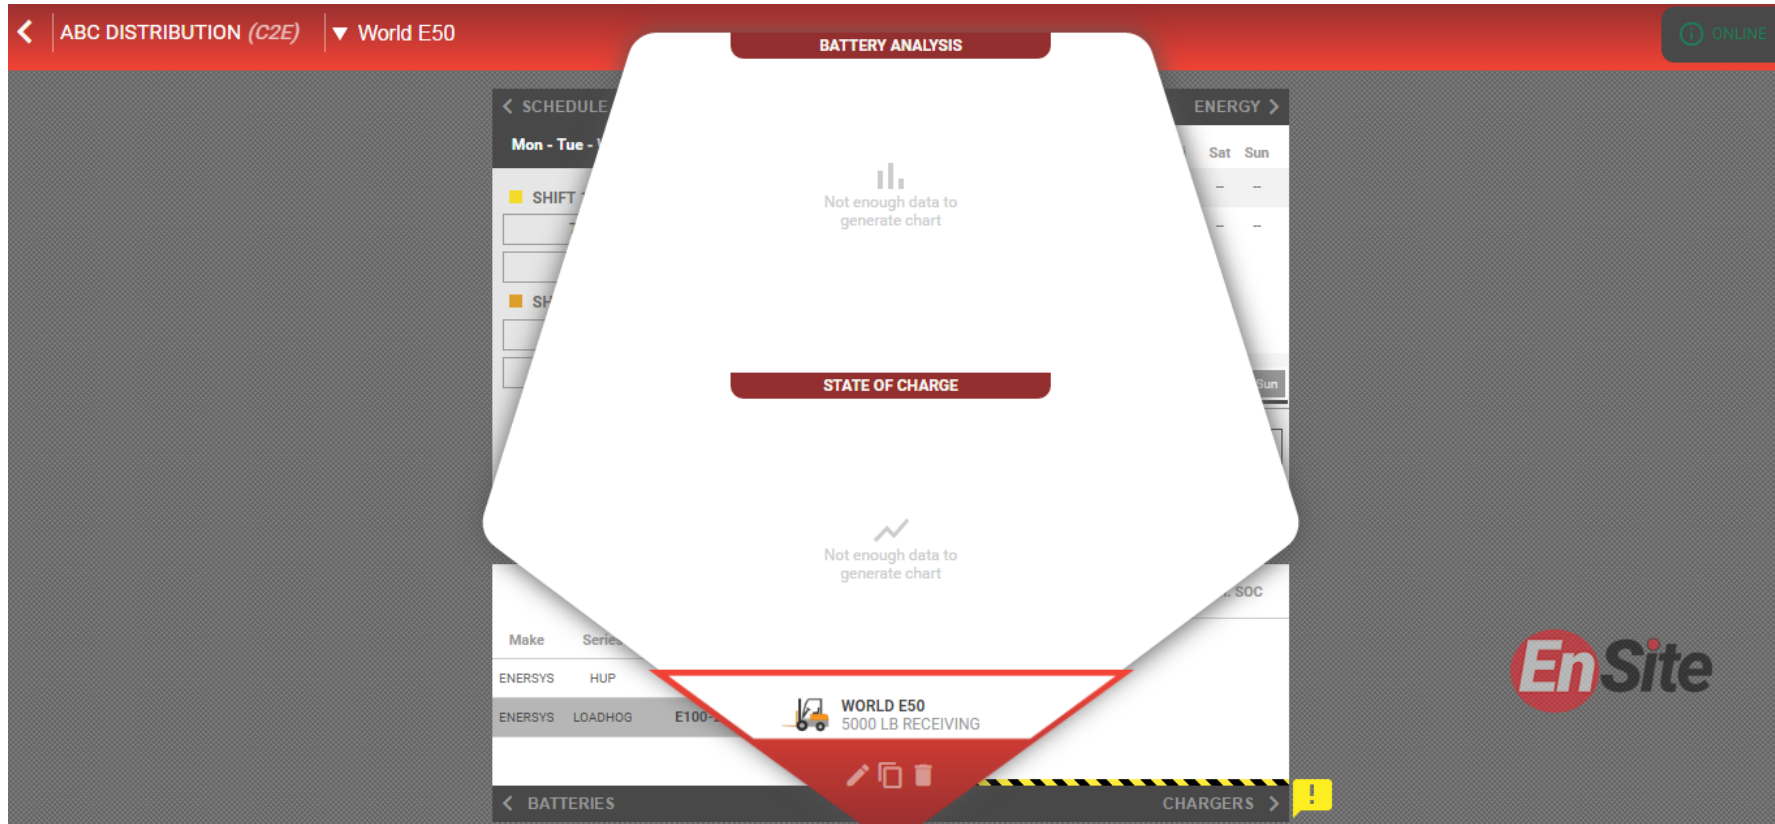 ABC DISTRIBUTION (C2E)
▼ World E50
ONLINE
BATTERY ANALYSIS
SCHEDULE
ENERGY
Mon - Tue -
Sat Sun
-- --
-- --
SHIFT
Not enough data to
generate chart
STATE OF CHARGE
Sun
Not enough data to
generate chart
SOC
Make Series
ENERSYS HUP
ENERSYS LOADHOG
WORLD E50
5000 LB RECEIVING
BATTERIES
CHARGERS
!
EnSite